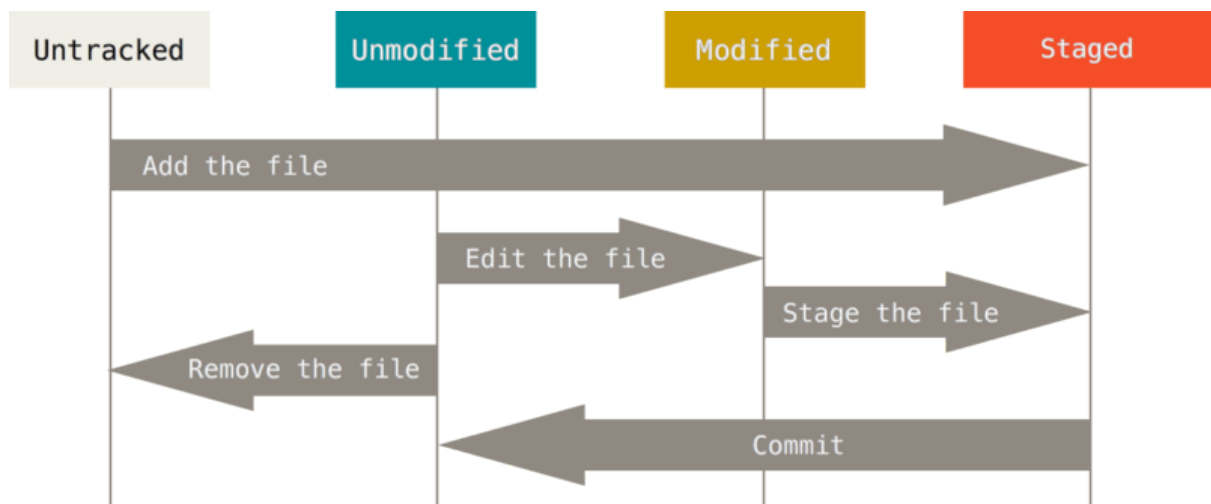 Untracked
Unmodified
Modified
Staged
Add the file
Edit the file
Stage the file
Remove the file
Commit